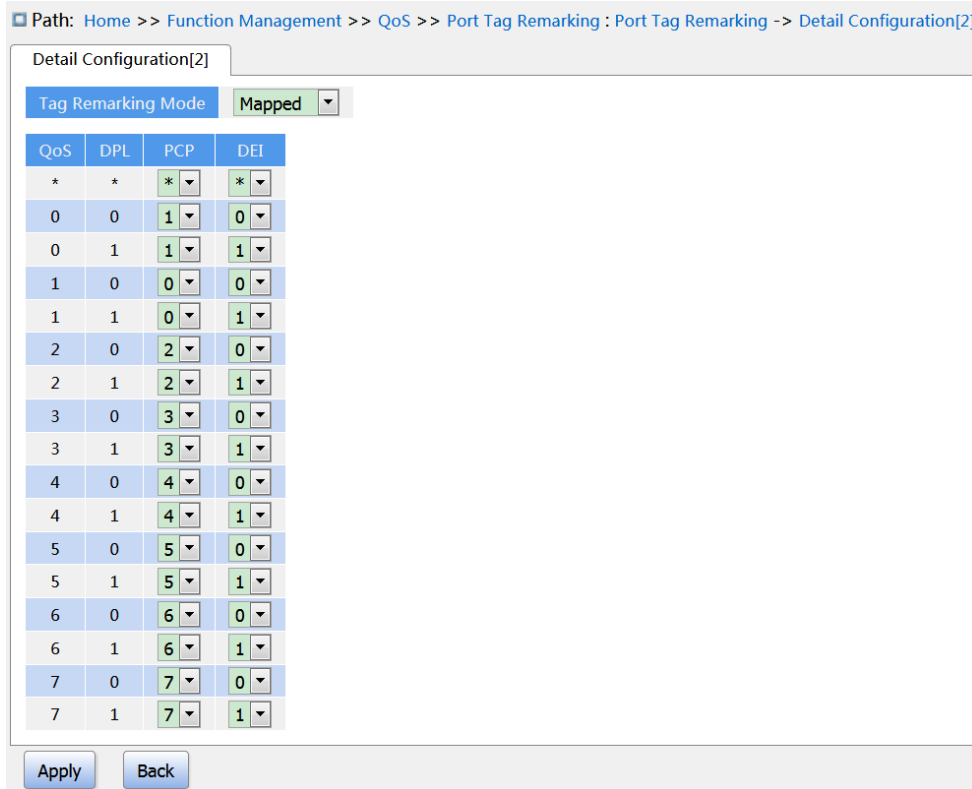 Path: Home >> Function Management >> QoS >> Port Tag Remarking : Port Tag Remarking -> Detail Configuration[2]
Detail Configuration[2]
Tag Remarking Mode Mapped
QoS DPL PCP DEI
* * * *
0 0 1 0
0 1 1 1
1 0 0 0
1 1 0 1
2 0 2 0
2 1 2 1
3 0 3 0
3 1 3 1
4 0 4 0
4 1 4 1
5 0 5 0
5 1 5 1
6 0 6 0
6 1 6 1
7 0 7 0
7 1 7 1
Apply Back